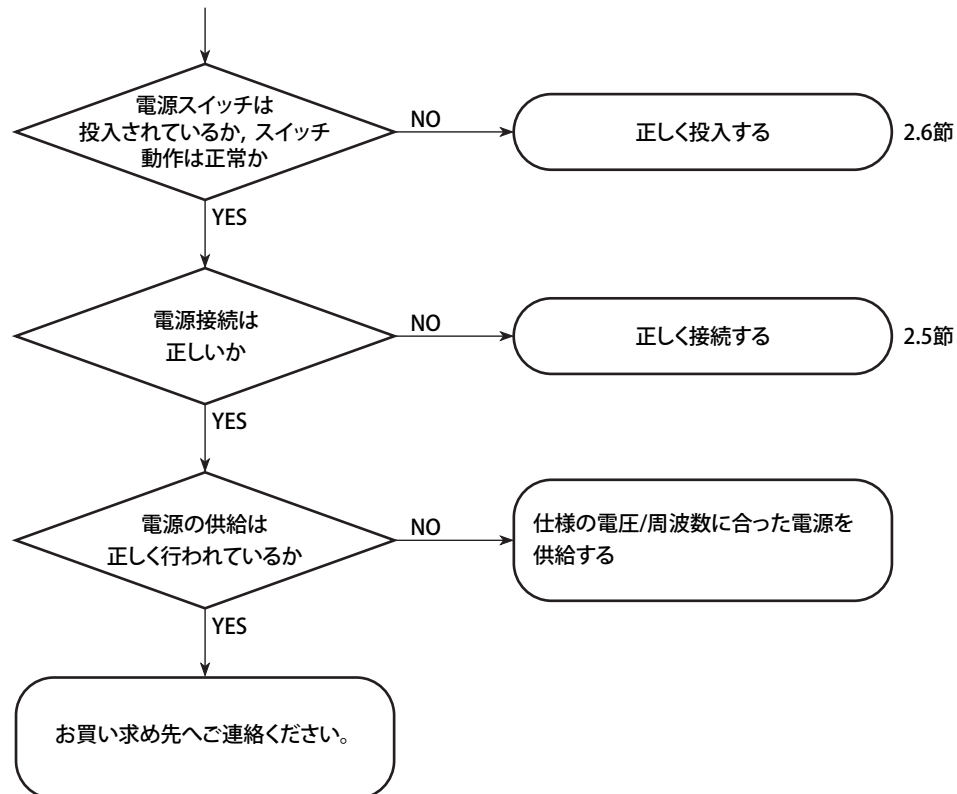 電源スイッチは
投入されているか, スイッチ
動作は正常か
NO
正しく投入する
2.6節
YES
電源接続は
正しいか
NO
正しく接続する
2.5節
YES
電源の供給は
正しく行われているか
NO
仕様の電圧/周波数に合った電源を
供給する
YES
お買い求め先へご連絡ください。